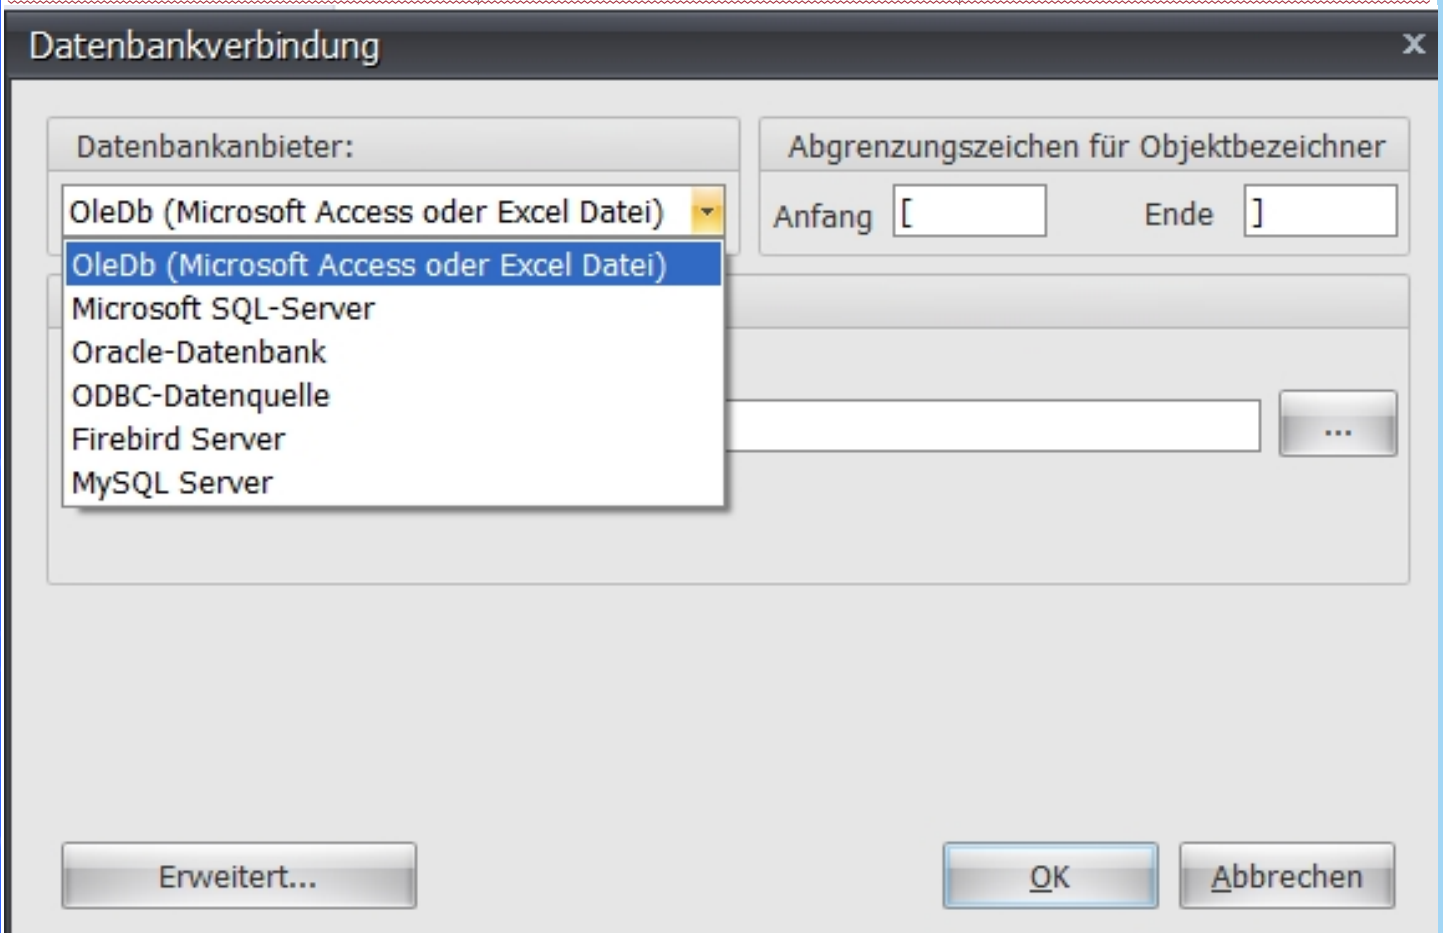 Datenbankverbindung x
Datenbankanbieter:
OleDb (Microsoft Access oder Excel Datei)
OleDb (Microsoft Access oder Excel Datei)
Microsoft SQL-Server
Oracle-Datenbank
ODBC-Datenquelle
Firebird Server
MySQL Server
Abgrenzungszeichen für Objektbezeichner
Anfang [ Ende ]
...
Erweitert... OK Abbrechen